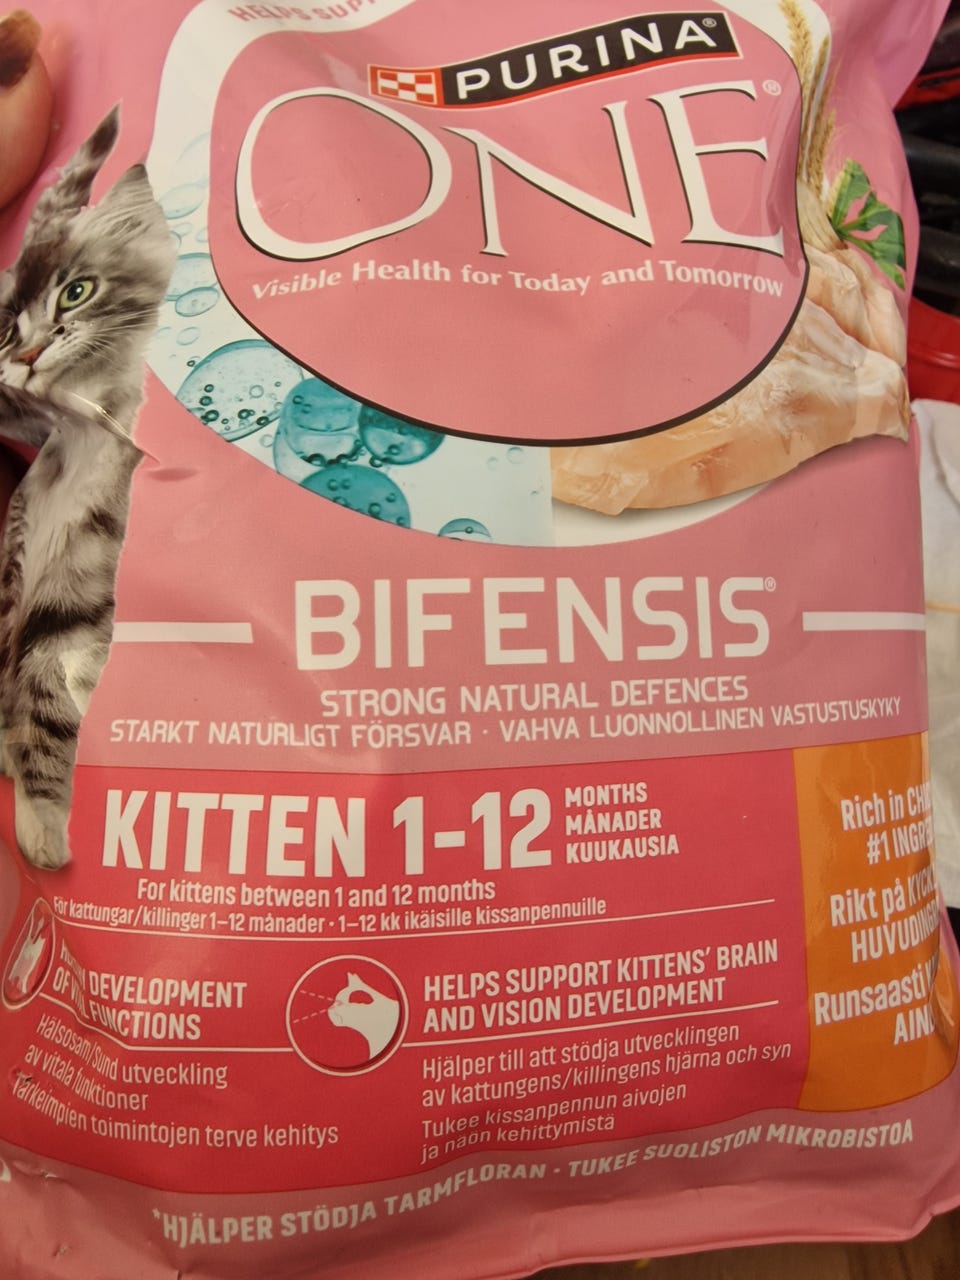 HELPS SUPP
PURINA®
ONE®
Visible Health for Today and Tomorrow
BIFENSIS®
STRONG NATURAL DEFENCES
STARKT NATURLIGT FÖRSVAR · VAHVA LUONNOLLINEN VASTUSTUSKYKY
KITTEN 1-12
MONTHS
MÅNADER
KUUKAUSIA
For kittens between 1 and 12 months
För kattungar/killinger 1–12 månader · 1–12 kk ikäisille kissanpennuille
DEVELOPMENT
OF FUNCTIONS
Hälsosam/Sund utveckling
av vitala funktioner
Tärkeimpien toimintojen terve kehitys
HELPS SUPPORT KITTENS' BRAIN
AND VISION DEVELOPMENT
Hjälper till att stödja utvecklingen
av kattungens/killingens hjärna och syn
Tukee kissanpennun aivojen
ja näön kehittymistä
Rich in
#1
Rikt på
Runsaasti
*HJÄLPER STÖDJA TARMFLORAN · TUKEE SUOLISTON MIKROBISTOA